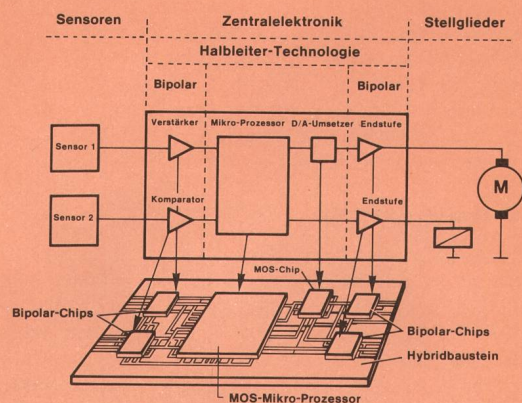 Sensoren Zentralelektronik Stellglieder
Halbleiter-Technologie
Bipolar Bipolar
Verstärker Mikro-Prozessor D/A-Umsetzer Endstufe
Sensor 1
M
Komparator Endstufe
Sensor 2
MOS-Chip
Bipolar-Chips
Bipolar-Chips
Hybridbaustein
MOS-Mikro-Prozessor